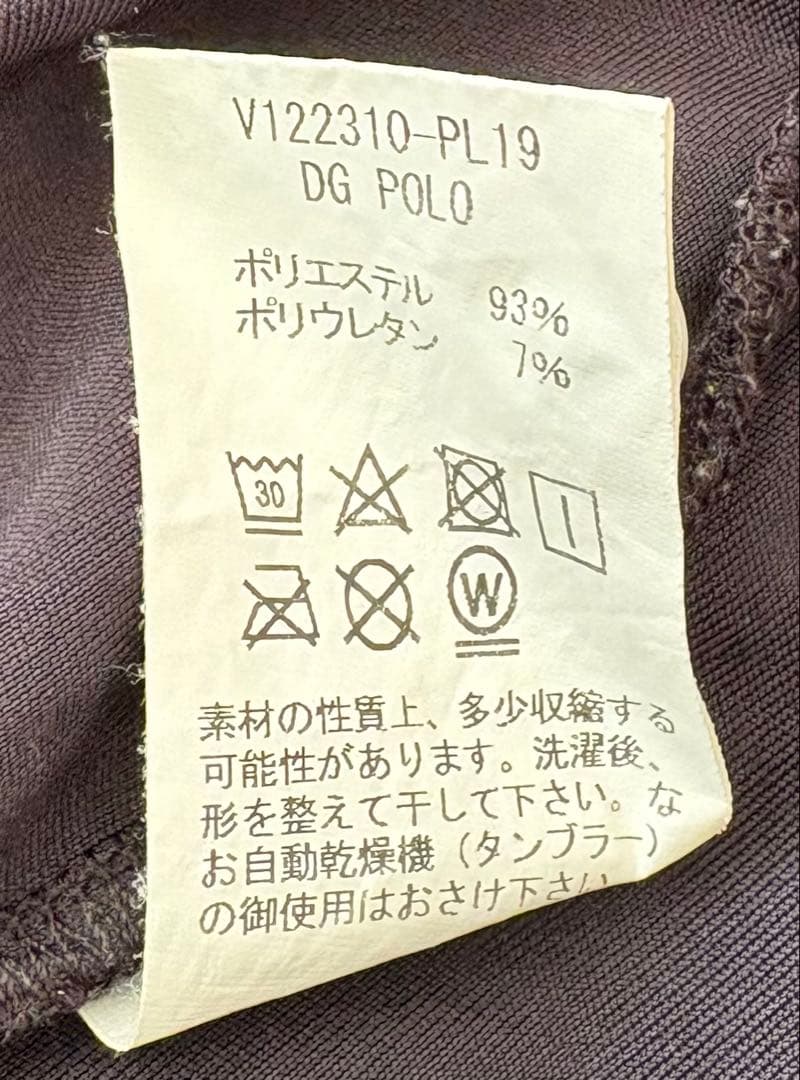 V122310-PL19
DG POLO
ポリエステル 93%
ポリウレタン 7%
30
W
素材の性質上、多少収縮する
可能性があります。洗濯後、
形を整えて干して下さい。な
お自動乾燥機（タンブラー）
の御使用はおさけ下さい